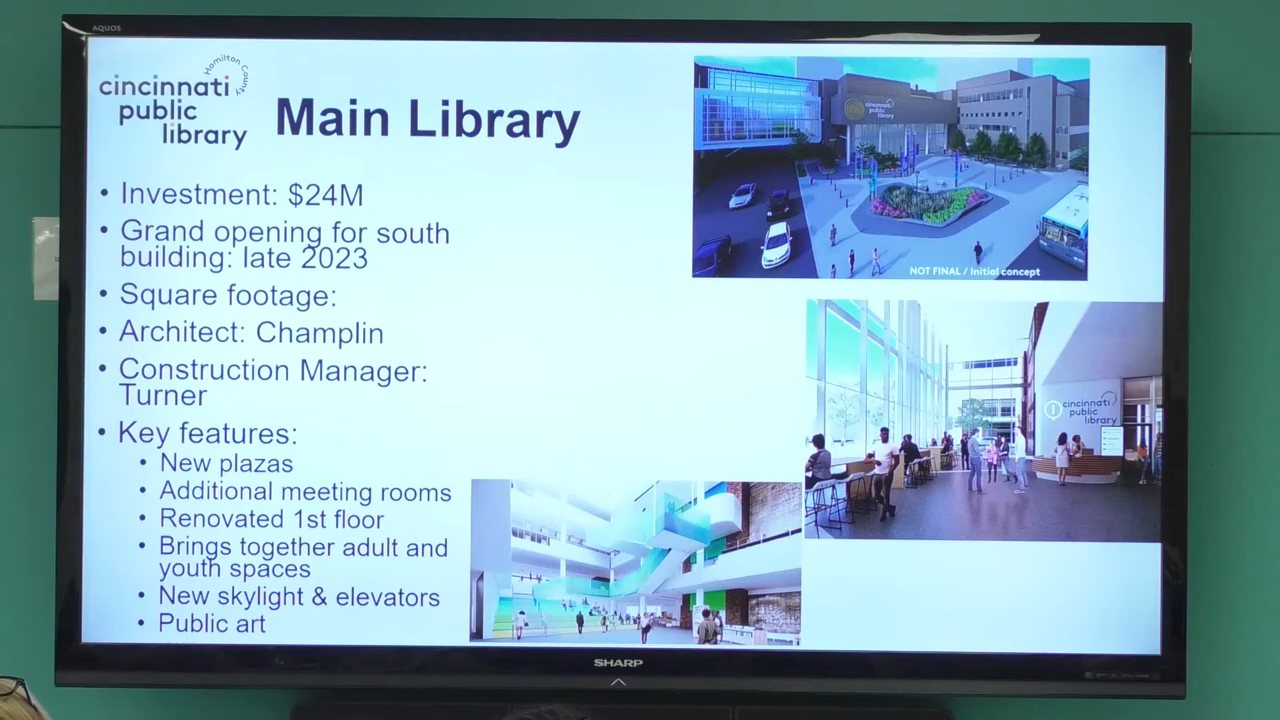 AQUOS
Hamilton County
cincinnati
public
library
Main Library
• Investment: $24M
• Grand opening for south
building: late 2023
• Square footage:
• Architect: Champlin
• Construction Manager:
Turner
• Key features:
• New plazas
• Additional meeting rooms
• Renovated 1st floor
• Brings together adult and
youth spaces
• New skylight & elevators
• Public art
cincinnati
public
library
NOT FINAL / Initial concept
cincinnati
public
library
SHARP